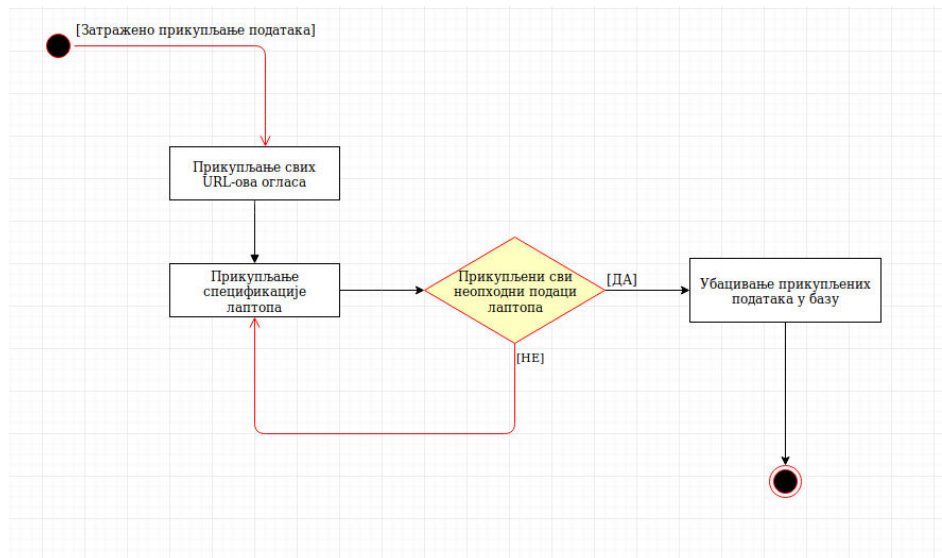 [Затражено прикупљање података]
Прикупљање свих
URL-ова огласа
Прикупљање
спецификације
лаптопа
Прикупљени сви
неопходни подаци
лаптопа
[ДА]
[НЕ]
Убацивање прикупљених
података у базу